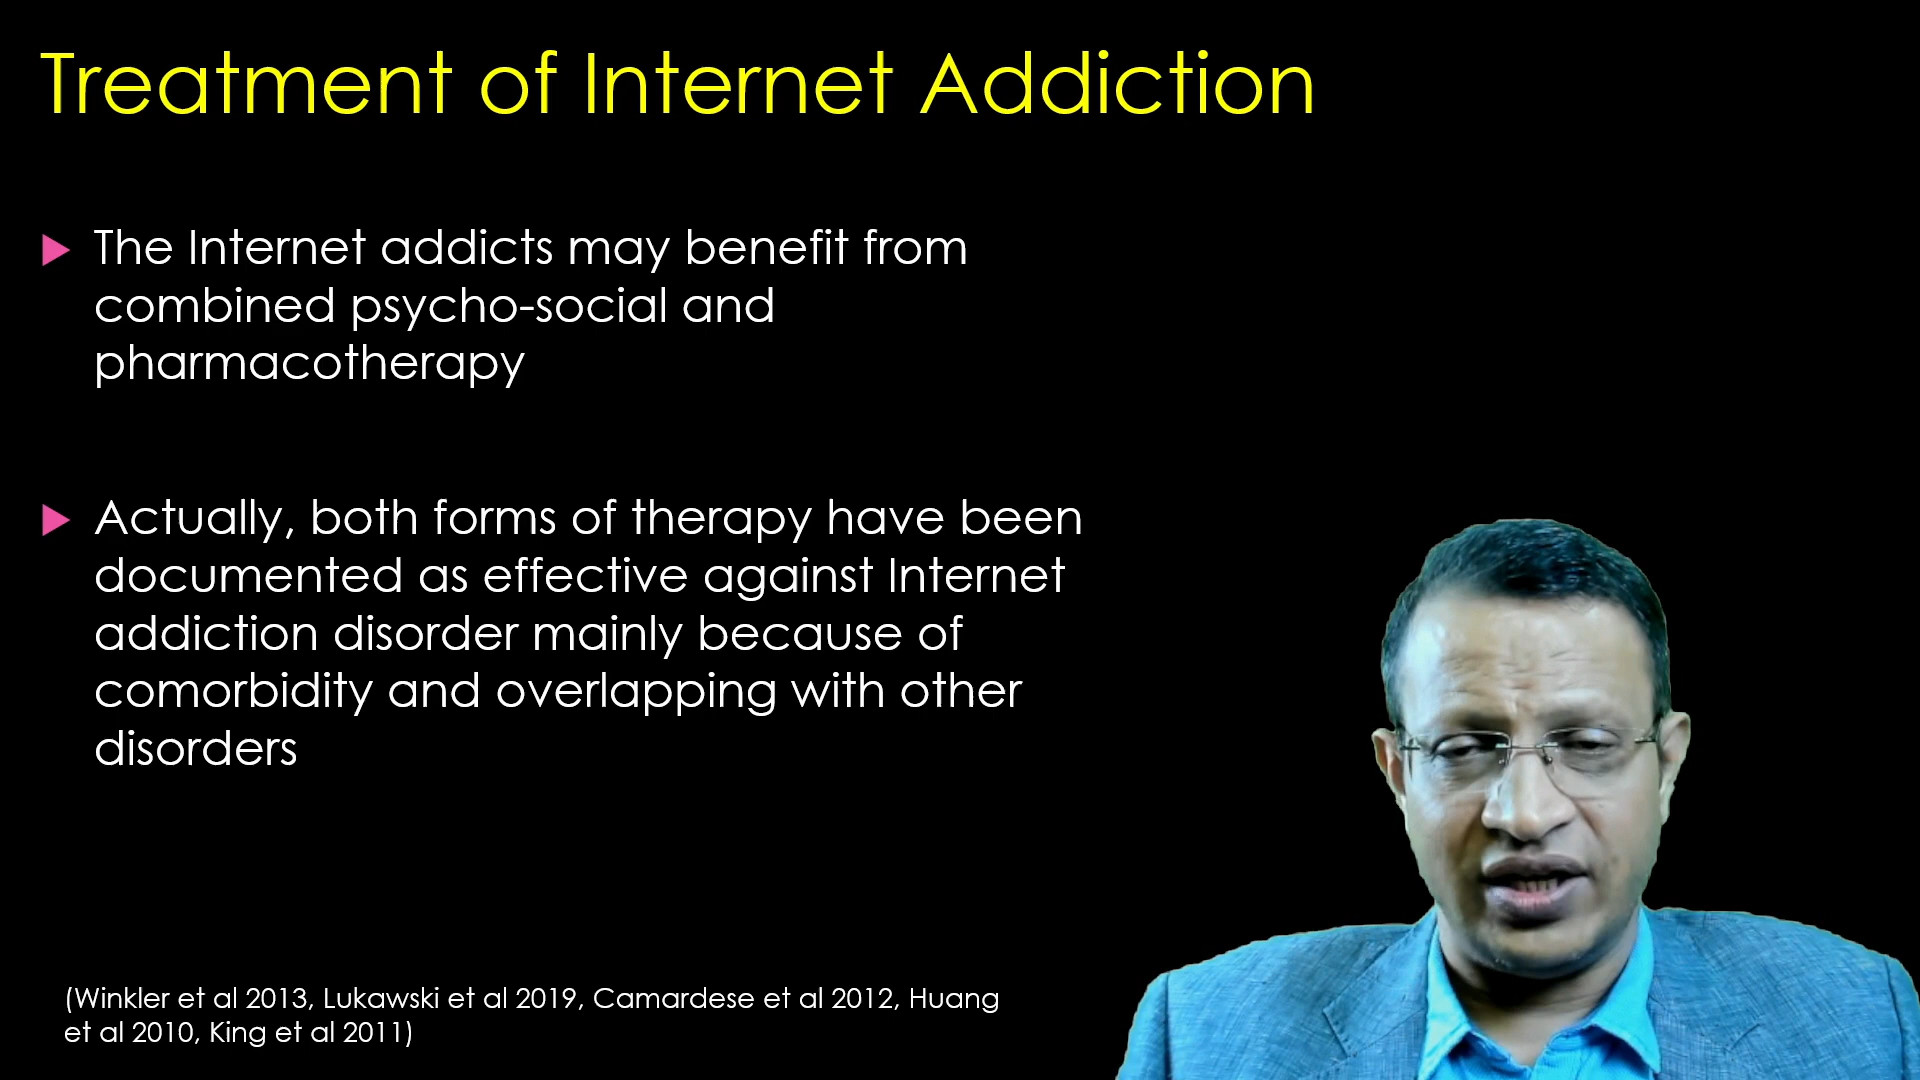 Treatment of Internet Addiction
The Internet addicts may benefit from
combined psycho-social and
pharmacotherapy
Actually, both forms of therapy have been
documented as effective against Internet
addiction disorder mainly because of
comorbidity and overlapping with other
disorders
(Winkler et al 2013, Lukawski et al 2019, Camardese et al 2012, Huang
et al 2010, King et al 2011)